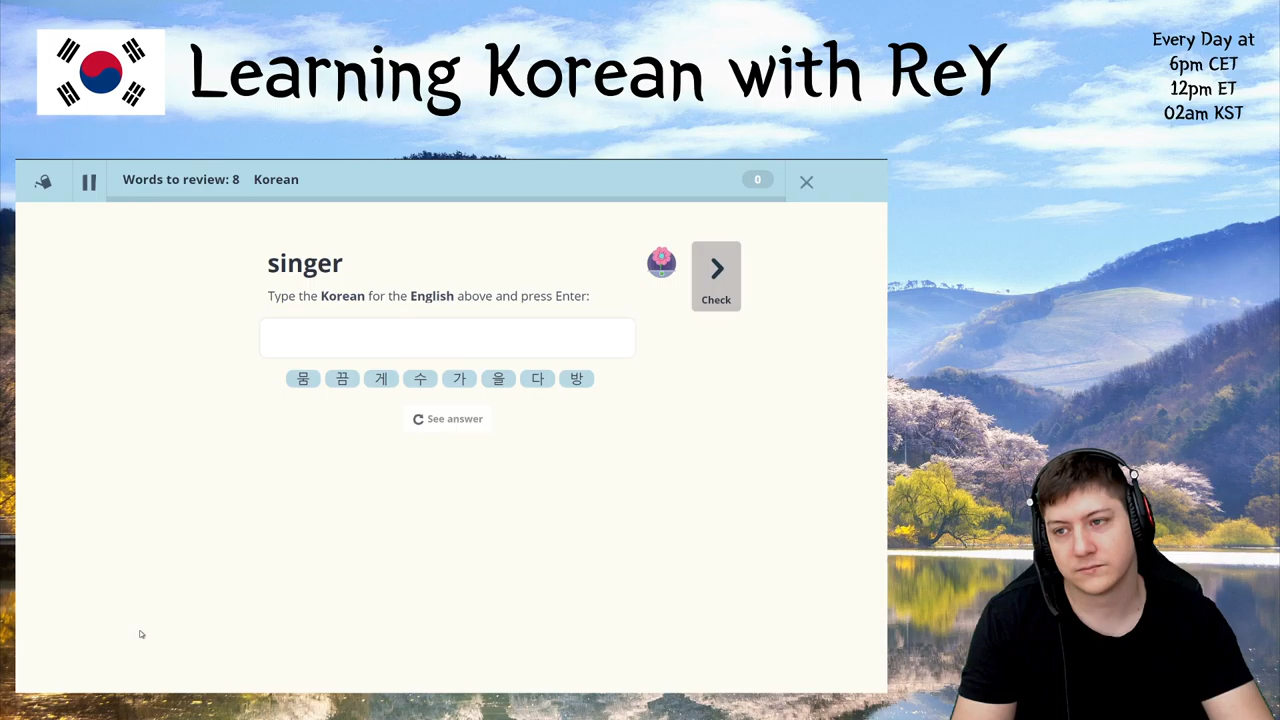 Learning Korean with ReY
Every Day at
6pm CET
12pm ET
02am KST
Words to review: 8 Korean
0
singer
Type the Korean for the English above and press Enter:
Check
뭄 끔 게 수 가 을 다 방
See answer